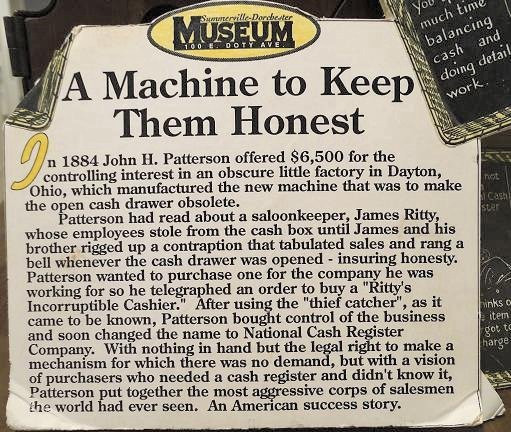 Summerville-Dorchester
MUSEUM
100 E. DOTY AVE.
A Machine to Keep
Them Honest
In 1884 John H. Patterson offered $6,500 for the
controlling interest in an obscure little factory in Dayton,
Ohio, which manufactured the new machine that was to make
the open cash drawer obsolete.
Patterson had read about a saloonkeeper, James Ritty,
whose employees stole from the cash box until James and his
brother rigged up a contraption that tabulated sales and rang a
bell whenever the cash drawer was opened - insuring honesty.
Patterson wanted to purchase one for the company he was
working for so he telegraphed an order to buy a "Ritty's
Incorruptible Cashier." After using the "thief catcher", as it
came to be known, Patterson bought control of the business
and soon changed the name to National Cash Register
Company. With nothing in hand but the legal right to make a
mechanism for which there was no demand, but with a vision
of purchasers who needed a cash register and didn't know it,
Patterson put together the most aggressive corps of salesmen
the world had ever seen. An American success story.
you
much time
balancing
cash and
doing detail
work.
not
Cash
item
got to